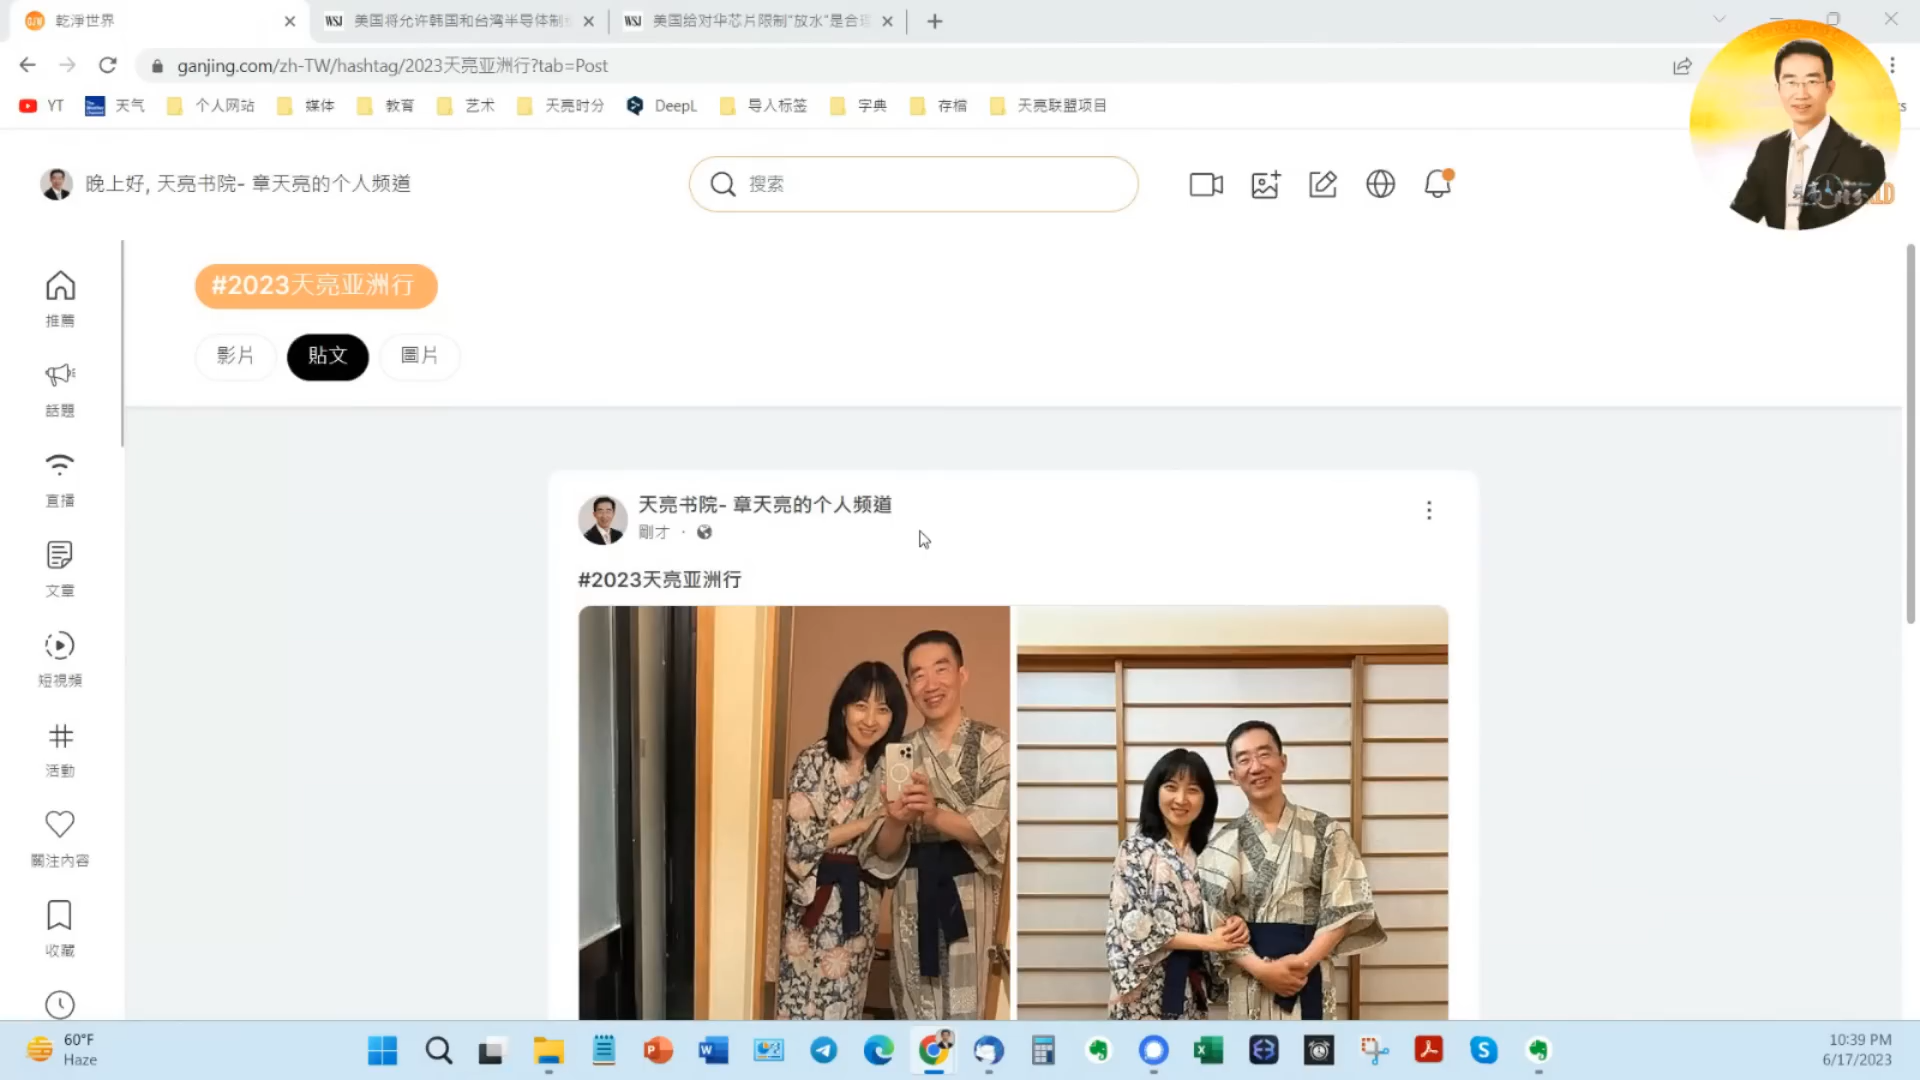 乾淨世界
WSJ 美国将允许韩国和台湾半导体制
WSJ 美国给对华芯片限制“放水”是合理
ganjing.com/zh-TW/hashtag/2023天亮亚洲行?tab=Post
YT 天气 个人网站 媒体 教育 艺术 天亮时分 DeepL 导入标签 字典 存檔 天亮联盟项目
晚上好, 天亮书院- 章天亮的个人频道
搜索
#2023天亮亚洲行
影片 貼文 圖片
推薦
話題
直播
文章
短視頻
活動
關注內容
收藏
天亮书院- 章天亮的个人频道
剛才 ·
#2023天亮亚洲行
60°F
Haze
10:39 PM
6/17/2023